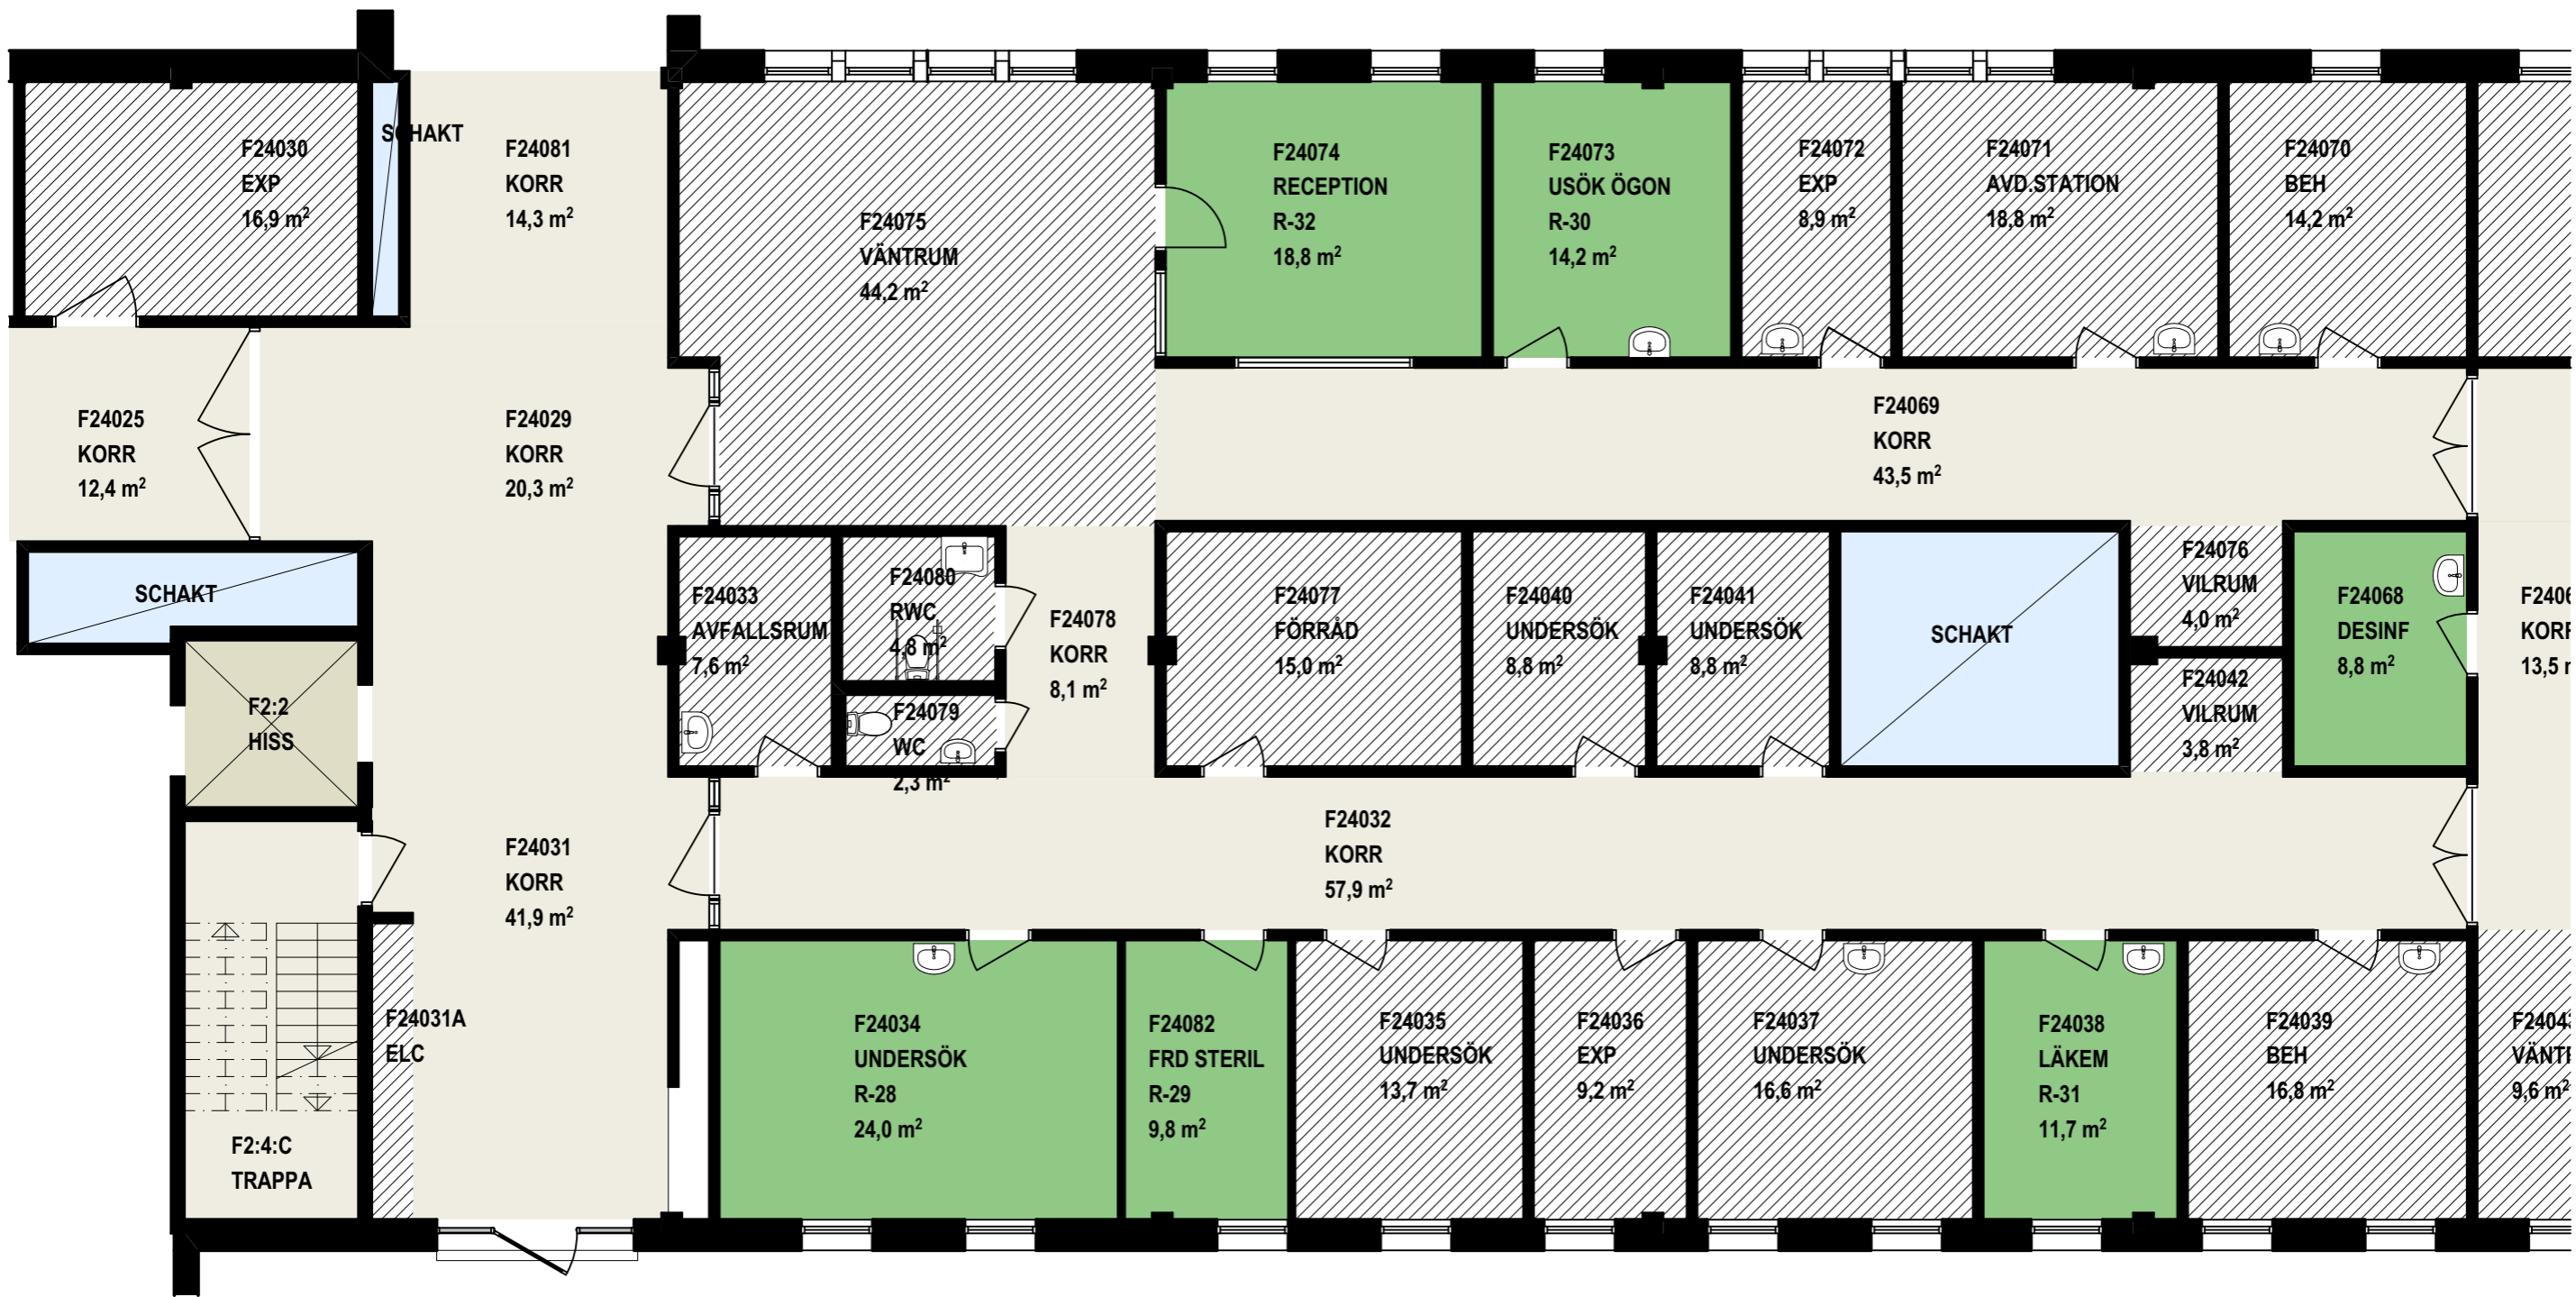 F24030
EXP
16,9 m²
SCHAKT
F24081
KORR
14,3 m²
F24075
VÄNTRUM
44,2 m²
F24074
RECEPTION
R-32
18,8 m²
F24073
USÖK ÖGON
R-30
14,2 m²
F24072
EXP
8,9 m²
F24071
AVD.STATION
18,8 m²
F24070
BEH
14,2 m²
F24025
KORR
12,4 m²
F24029
KORR
20,3 m²
F24069
KORR
43,5 m²
SCHAKT
F2:2
HISS
F24033
AVFALLSRUM
7,6 m²
F24080
RWC
4,8 m²
F24079
WC
2,3 m²
F24078
KORR
8,1 m²
F24077
FÖRRÅD
15,0 m²
F24040
UNDERSÖK
8,8 m²
F24041
UNDERSÖK
8,8 m²
SCHAKT
F24076
VILRUM
4,0 m²
F24042
VILRUM
3,8 m²
F24068
DESINF
8,8 m²
KORR
13,5
F24031
KORR
41,9 m²
F24032
KORR
57,9 m²
F24031A
ELC
F2:4:C
TRAPPA
F24034
UNDERSÖK
R-28
24,0 m²
F24082
FRD STERIL
R-29
9,8 m²
F24035
UNDERSÖK
13,7 m²
F24036
EXP
9,2 m²
F24037
UNDERSÖK
16,6 m²
F24038
LÄKEM
R-31
11,7 m²
F24039
BEH
16,8 m²
9,6 m²